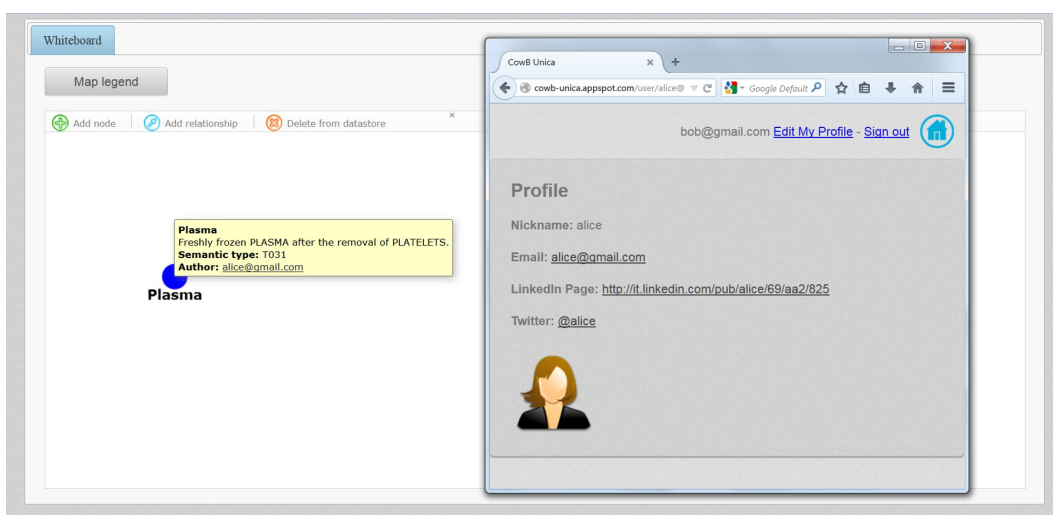 Whiteboard
Map legend
Add node
Add relationship
Delete from datastore
Plasma
Freshly frozen PLASMA after the removal of PLATELETS.
Semantic type: T031
Author: alice@gmail.com
Plasma
CowB Unica
cowb-unica.appspot.com/user/alice@
Google Default
bob@gmail.com Edit My Profile - Sign out
Profile
Nickname: alice
Email: alice@gmail.com
LinkedIn Page: http://it.linkedin.com/pub/alice/69/aa2/825
Twitter: @alice